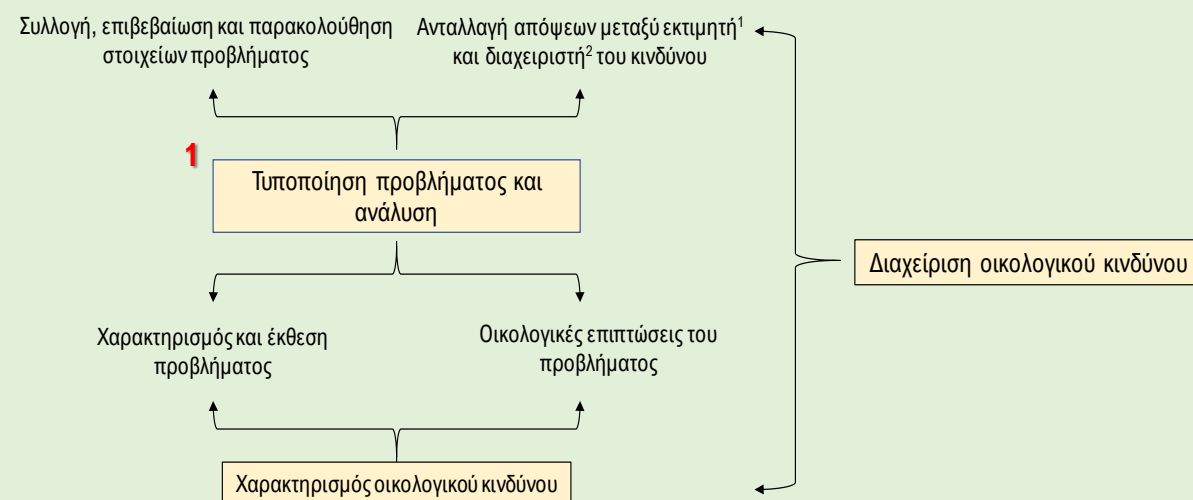 Συλλογή, επιβεβαίωση και παρακολούθηση
στοιχείων προβλήματος
Ανταλλαγή απόψεων μεταξύ εκτιμητή¹
και διαχειριστή² του κινδύνου
1
Τυποποίηση προβλήματος και
ανάλυση
Διαχείριση οικολογικού κινδύνου
Χαρακτηρισμός και έκθεση
προβλήματος
Οικολογικές επιπτώσεις του
προβλήματος
Χαρακτηρισμός οικολογικού κινδύνου